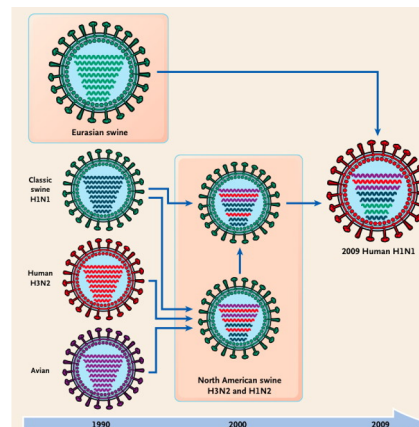 Eurasian swine
Classic
swine
H1N1
Human
H3N2
Avian
2009 Human H1N1
North American swine
H3N2 and H1N2
1990
2000
2009